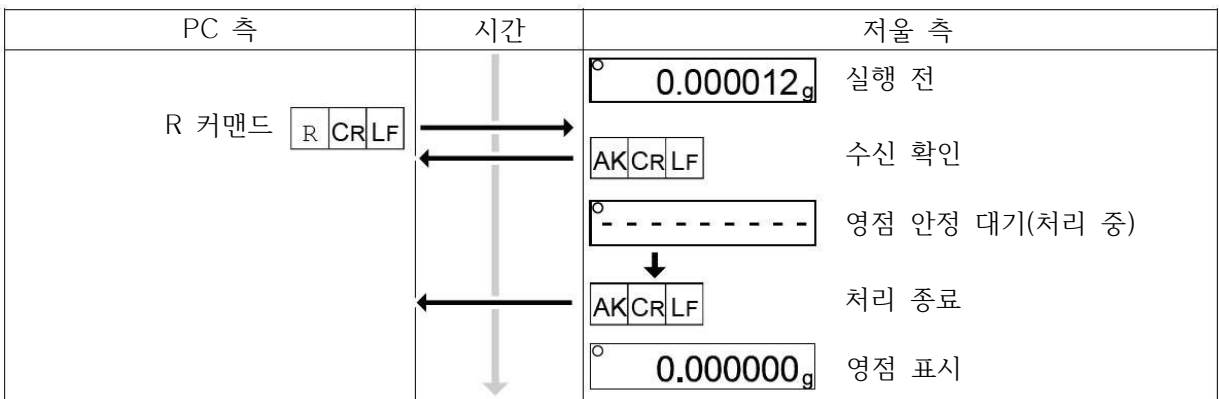 PC 측 시간 저울 측
0.000012 g 실행 전
R 커맨드 R CR LF
AK CR LF 수신 확인
- - - - - - - - - 영점 안정 대기(처리 중)
AK CR LF 처리 종료
0.000000 g 영점 표시